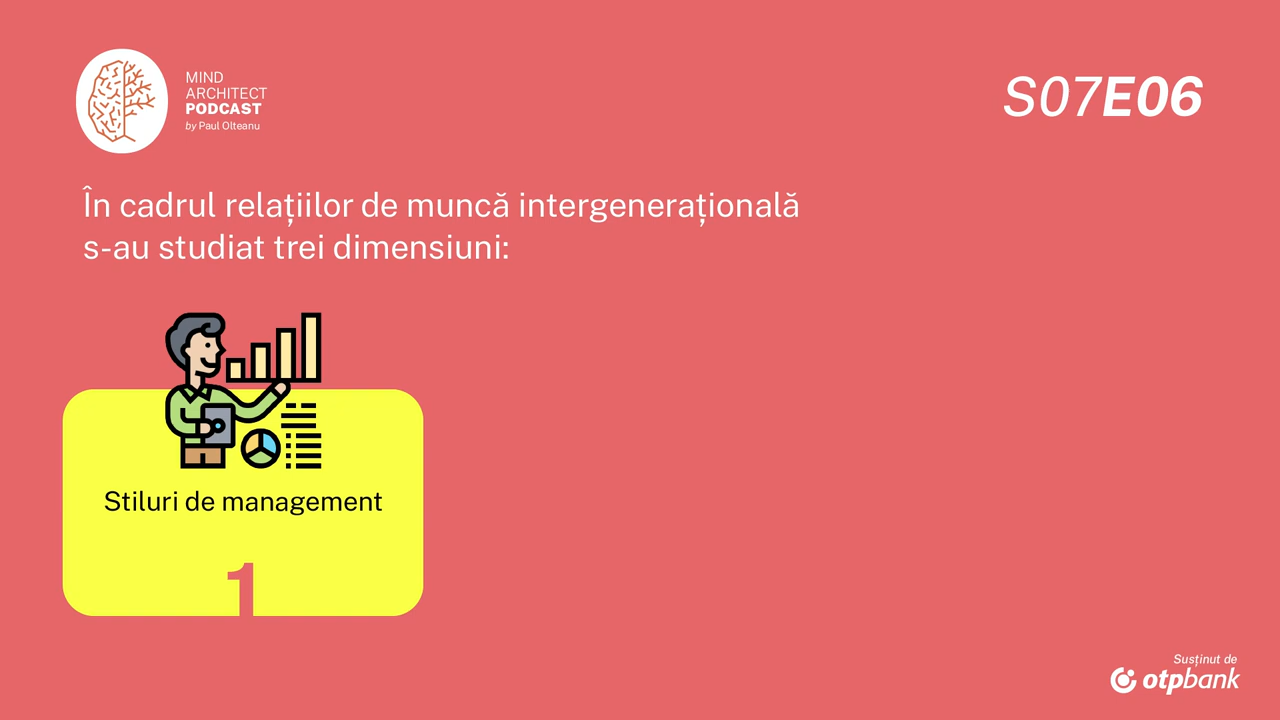 MIND
ARCHITECT
PODCAST
by Paul Olteanu
S07E06
În cadrul relațiilor de muncă intergenerațională
s-au studiat trei dimensiuni:
Stiluri de management
1
Susținut de
otpbank